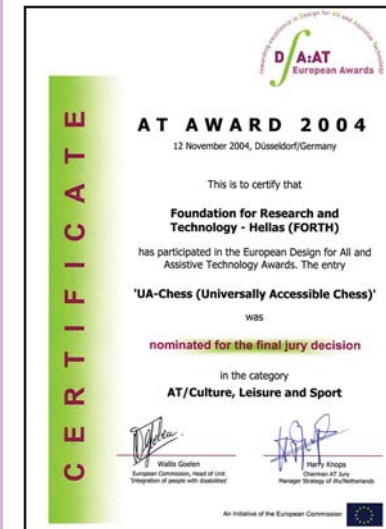 rewarding excellence in Design for All and Assistive Technology
D A:AT
European Awards
CERTIFICATE
AT AWARD 2004
12 November 2004, Düsseldorf/Germany
This is to certify that
Foundation for Research and
Technology - Hellas (FORTH)
has participated in the European Design for All and
Assistive Technology Awards. The entry
'UA-Chess (Universally Accessible Chess)'
was
nominated for the final jury decision
in the category
AT/Culture, Leisure and Sport
Wallis Goelen
European Commission, Head of Unit
'Integration of people with disabilities'
Harry Knops
Chairman AT Jury
Manager Strategy of iRv/Netherlands
An Initiative of the European Commission